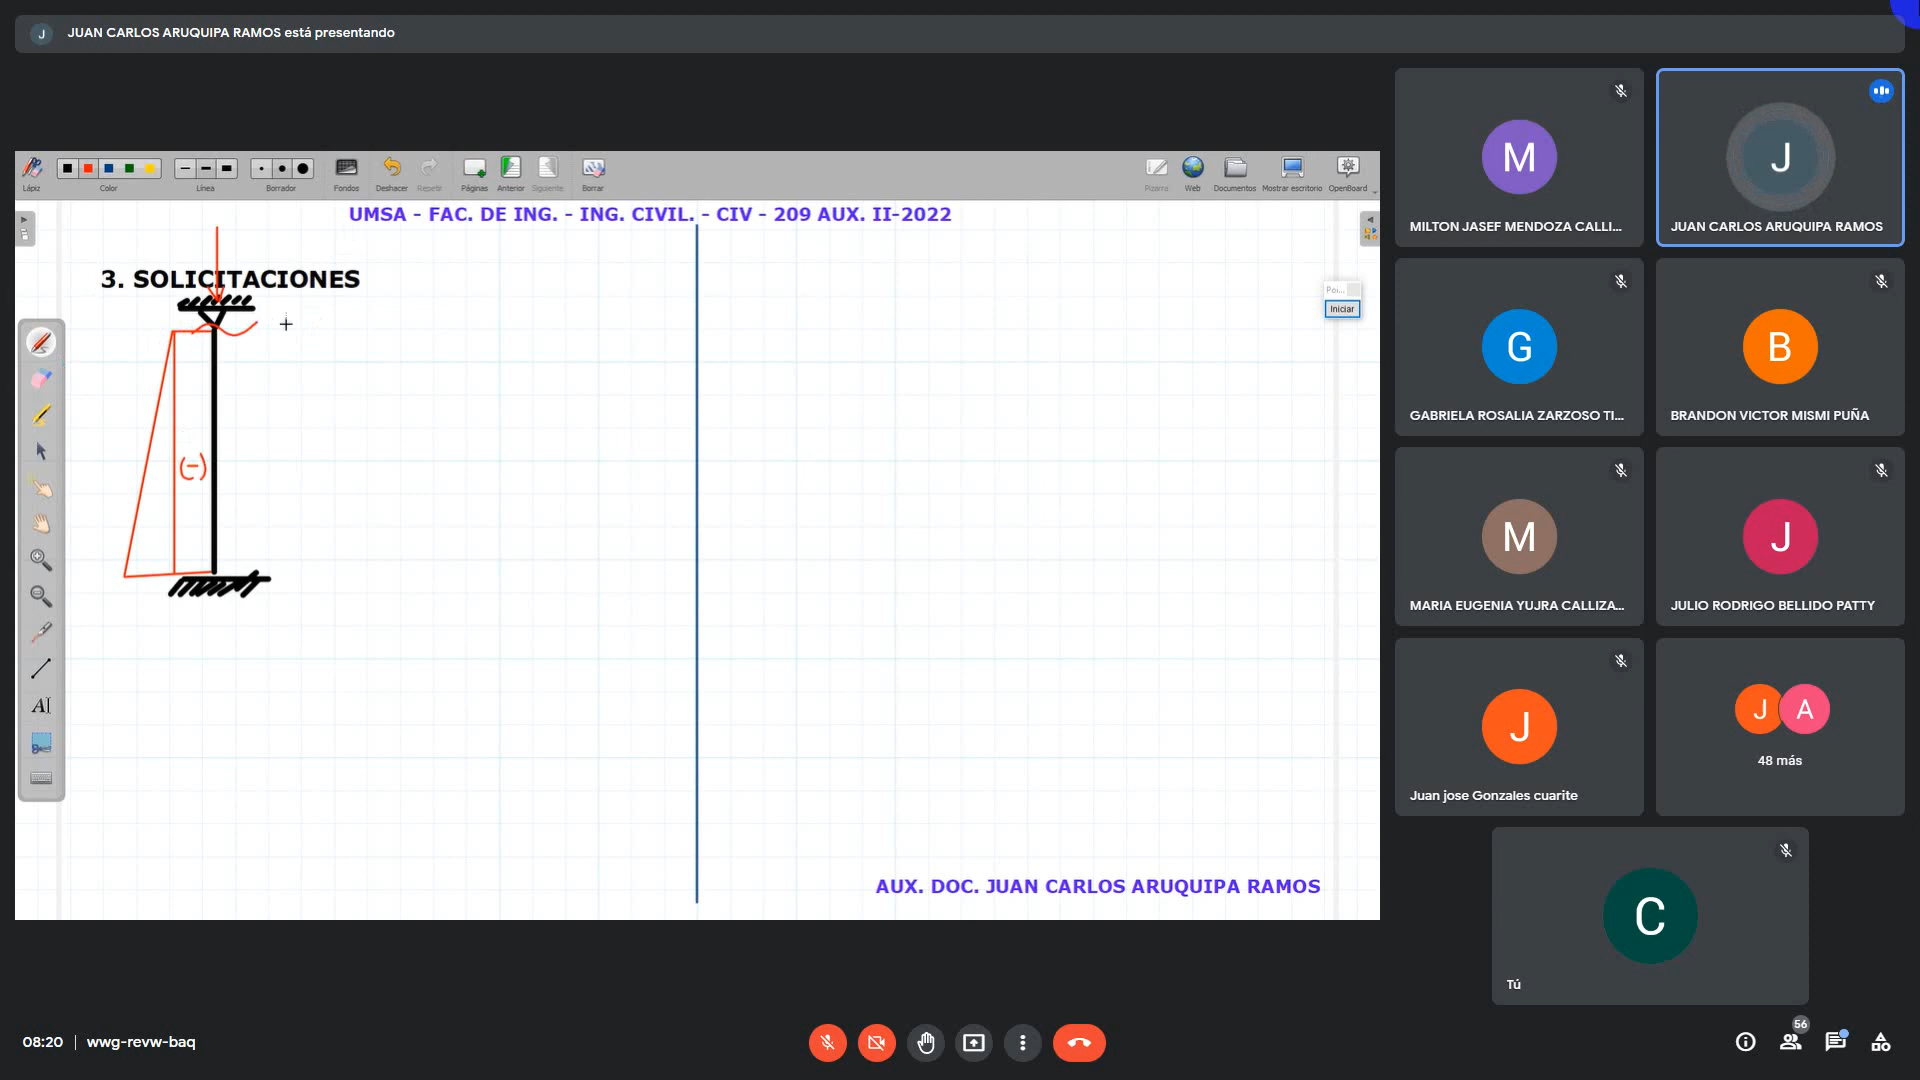 J
JUAN CARLOS ARUQUIPA RAMOS está presentando
Lápiz
Color
Línea
Borrador
Fondos
Deshacer
Repetir
Páginas
Anterior
Siguiente
Borrar
Pizarra
Web
Documentos
Mostrar escritorio
OpenBoard
UMSA - FAC. DE ING. - ING. CIVIL. - CIV - 209 AUX. II-2022
3. SOLICITACIONES
(-)
Poi...
Iniciar
AI
AUX. DOC. JUAN CARLOS ARUQUIPA RAMOS
M
MILTON JASEF MENDOZA CALLI...
J
JUAN CARLOS ARUQUIPA RAMOS
G
GABRIELA ROSALIA ZARZOSO TI...
B
BRANDON VICTOR MISMI PUÑA
M
MARIA EUGENIA YUJRA CALLIZA...
J
JULIO RODRIGO BELLIDO PATTY
J
Juan jose Gonzales cuarite
J A
48 más
C
Tú
08:20 | wwg-revw-baq
56